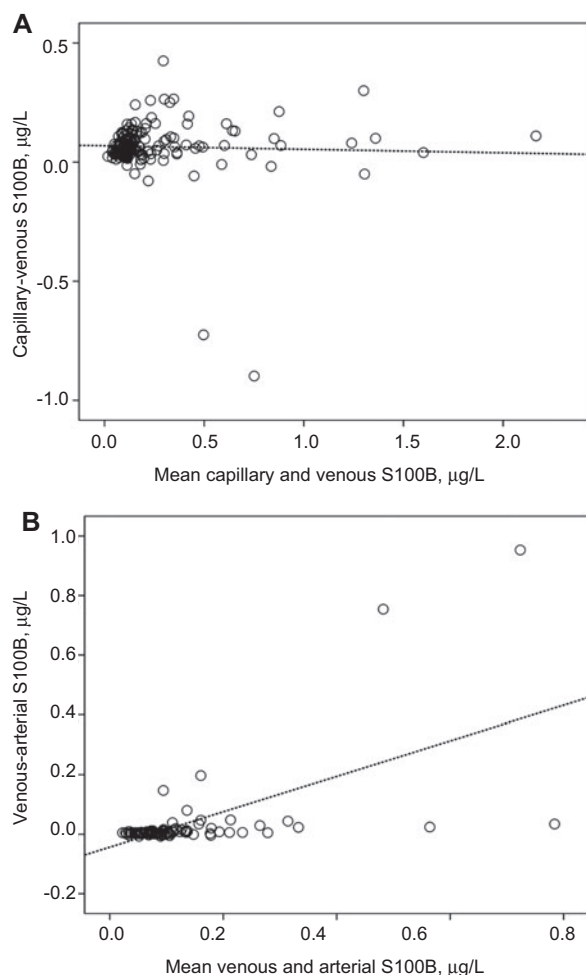 A
0.5
0.0
-0.5
-1.0
Capillary-venous S100B, µg/L
0.0 0.5 1.0 1.5 2.0
Mean capillary and venous S100B, µg/L
B
1.0
0.8
0.6
0.4
0.2
0.0
-0.2
Venous-arterial S100B, µg/L
0.0 0.2 0.4 0.6 0.8
Mean venous and arterial S100B, µg/L